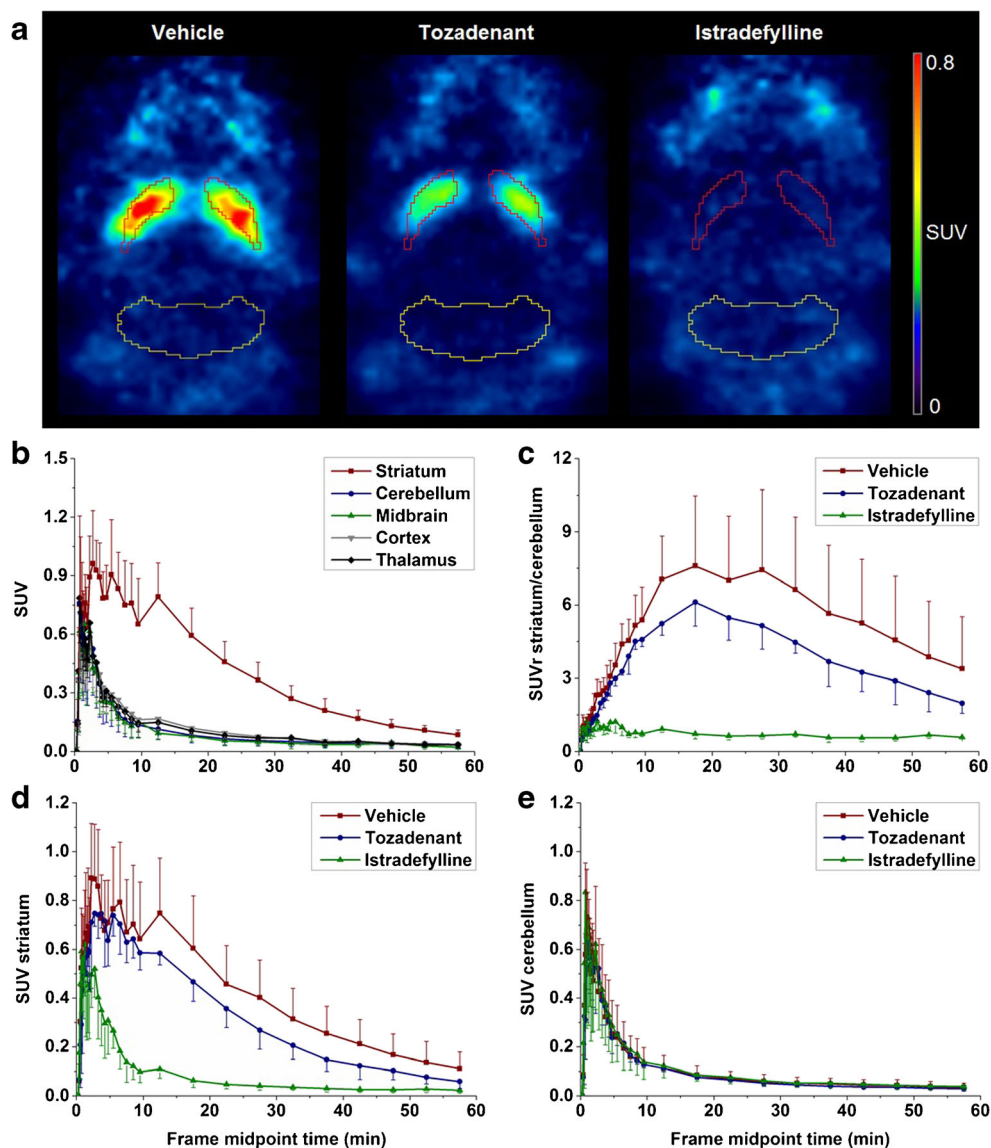 a
Vehicle
Tozadenant
Istradefylline
0.8
SUV
0
b
1.5
1.2
0.9
0.6
0.3
0.0
SUV
Striatum
Cerebellum
Midbrain
Cortex
Thalamus
0 10 20 30 40 50 60
c
12
9
6
3
0
SUVr striatum/cerebellum
Vehicle
Tozadenant
Istradefylline
0 10 20 30 40 50 60
d
1.2
1.0
0.8
0.6
0.4
0.2
0.0
SUV striatum
Vehicle
Tozadenant
Istradefylline
0 10 20 30 40 50 60
Frame midpoint time (min)
e
1.2
1.0
0.8
0.6
0.4
0.2
0.0
SUV cerebellum
Vehicle
Tozadenant
Istradefylline
0 10 20 30 40 50 60
Frame midpoint time (min)